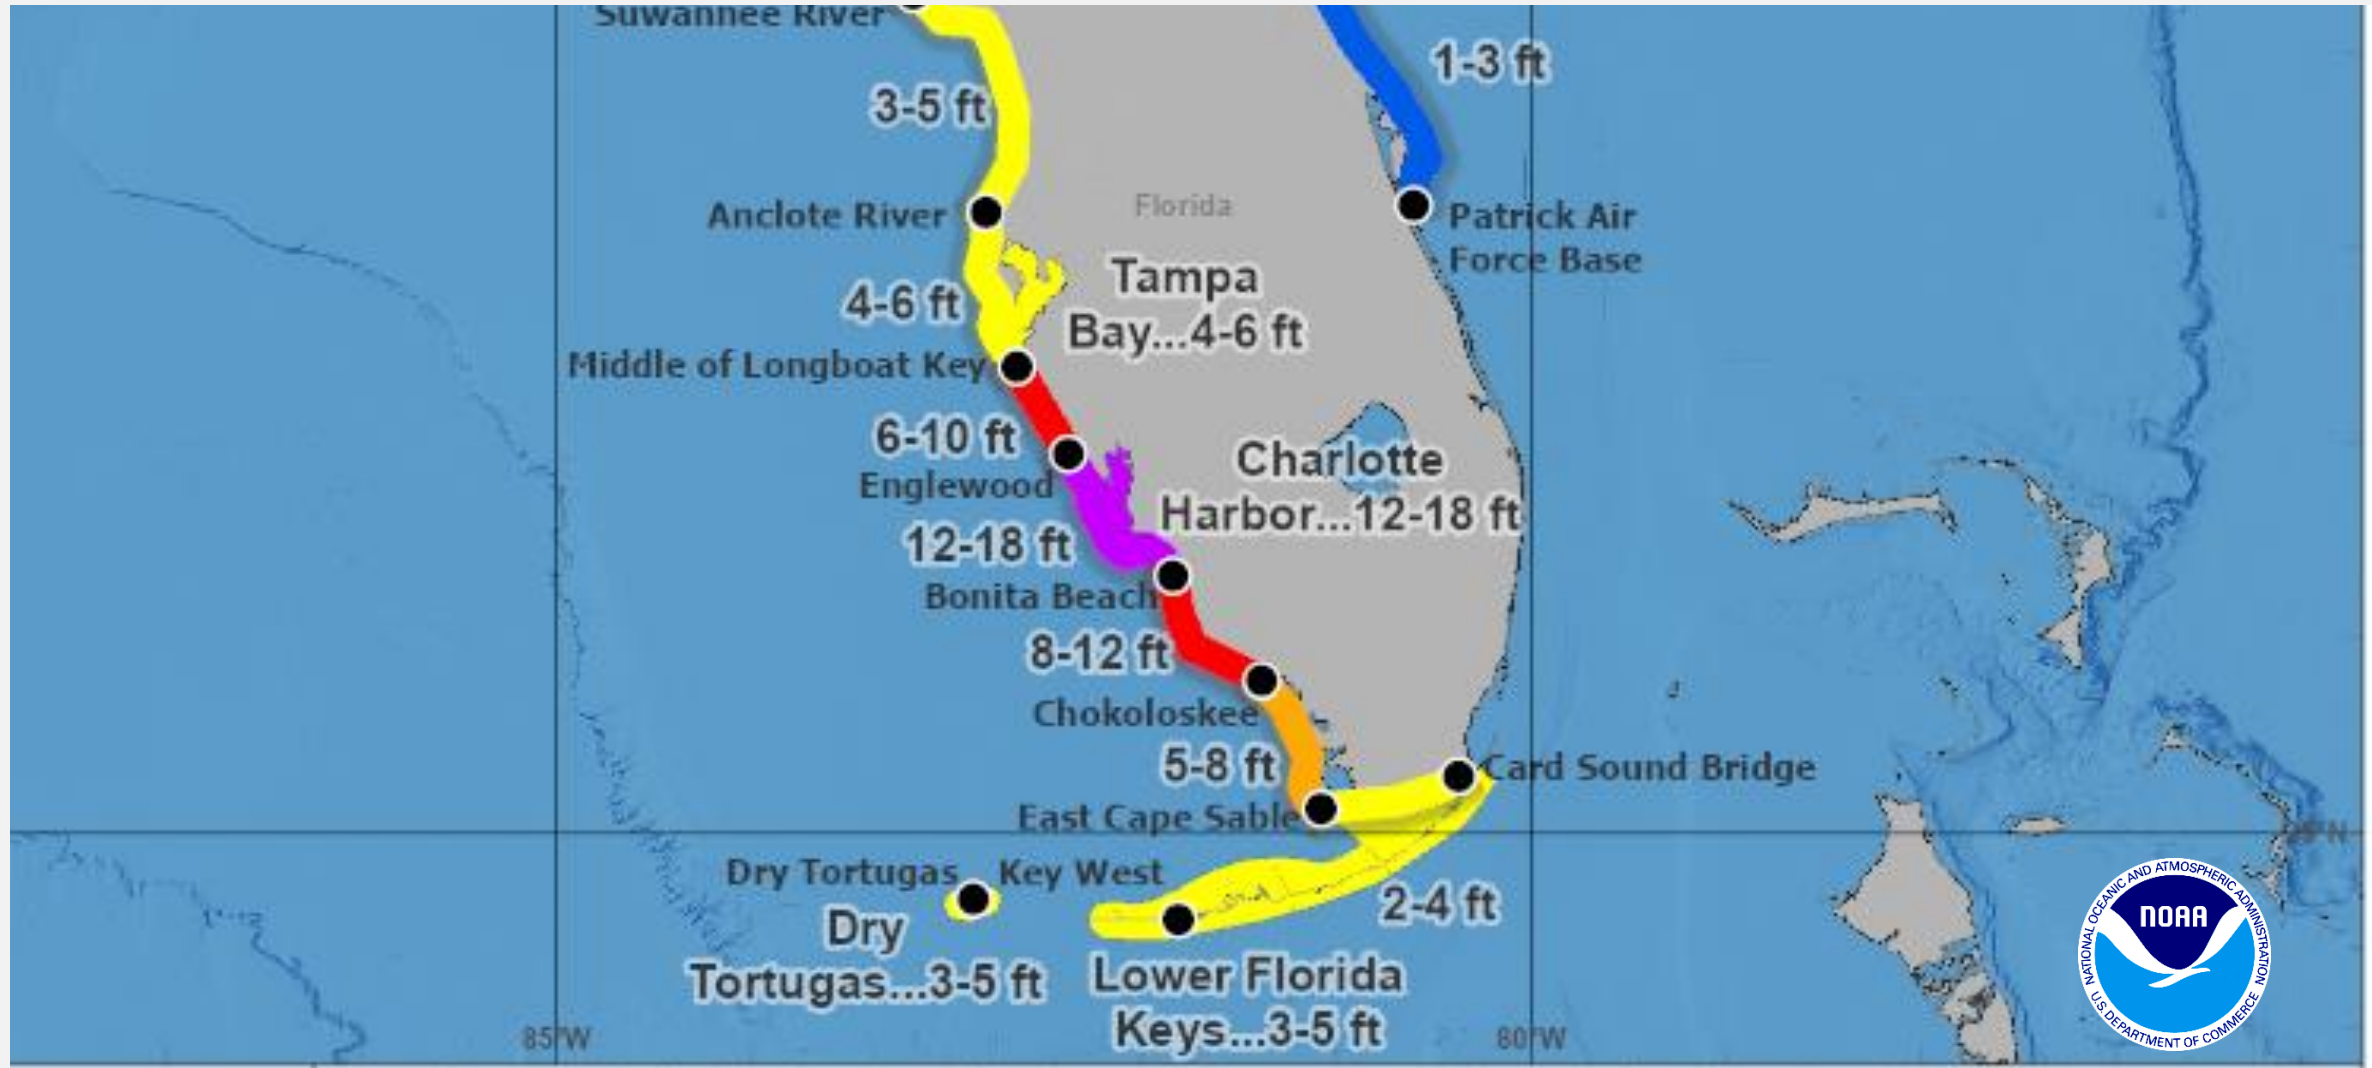 Suwannee River
1-3 ft
3-5 ft
Florida
Anclote River
Patrick Air
Force Base
Tampa
Bay...4-6 ft
4-6 ft
Middle of Longboat Key
6-10 ft
Englewood
Charlotte
Harbor...12-18 ft
12-18 ft
Bonita Beach
8-12 ft
Chokoloskee
5-8 ft
Card Sound Bridge
East Cape Sable
Dry Tortugas
Key West
2-4 ft
Dry
Tortugas...3-5 ft
Lower Florida
Keys...3-5 ft
85°W
80°W
25°N
NATIONAL OCEANIC AND ATMOSPHERIC ADMINISTRATION
NOAA
U.S. DEPARTMENT OF COMMERCE